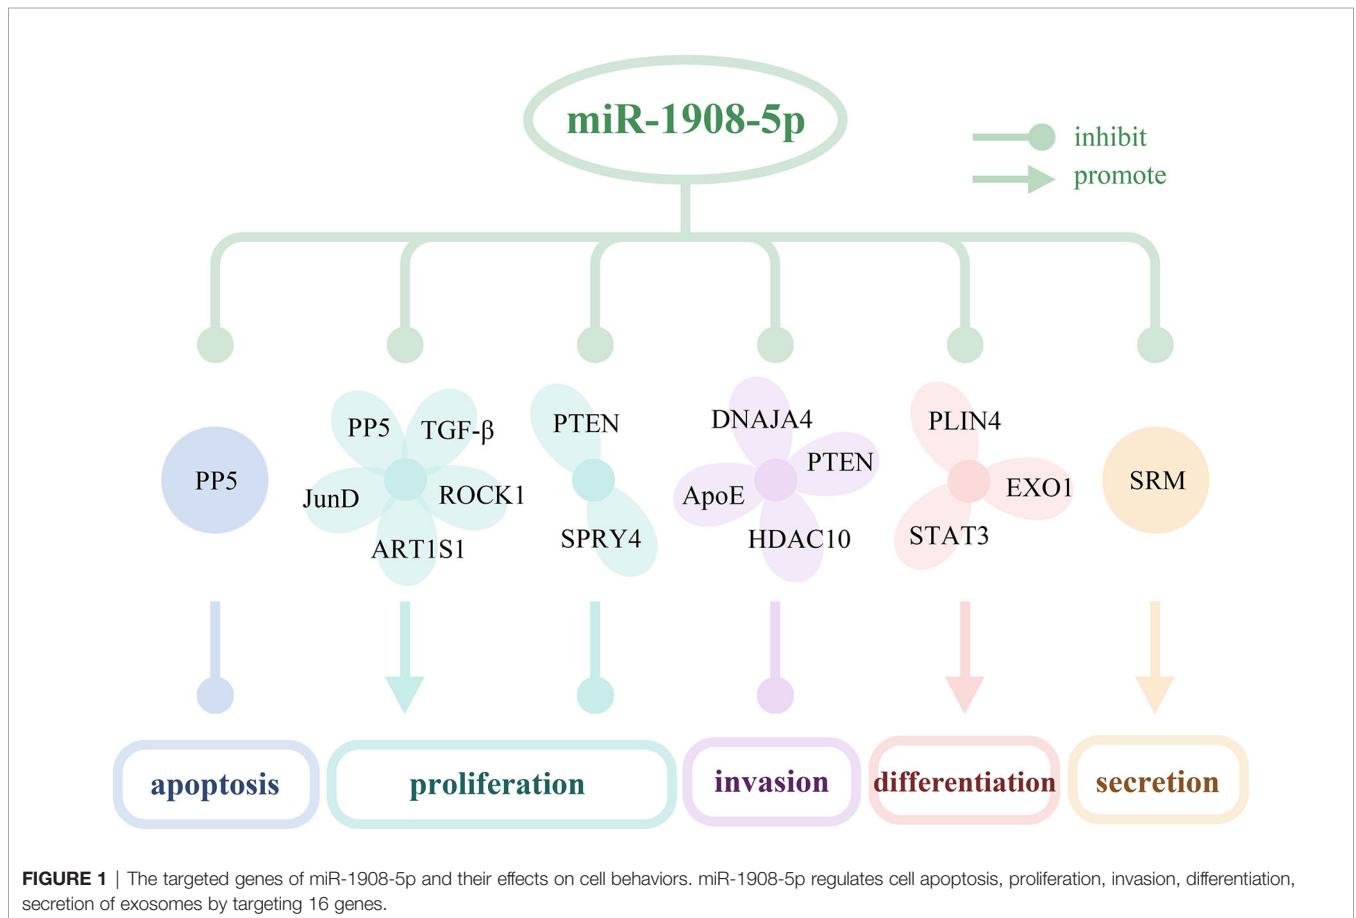 miR-1908-5p
inhibit
promote
PP5
PP5
TGF-β
JunD
ROCK1
ART1S1
PTEN
SPRY4
DNAJA4
PTEN
ApoE
HDAC10
PLIN4
EXO1
STAT3
SRM
apoptosis
proliferation
invasion
differentiation
secretion
FIGURE 1 | The targeted genes of miR-1908-5p and their effects on cell behaviors. miR-1908-5p regulates cell apoptosis, proliferation, invasion, differentiation,
secretion of exosomes by targeting 16 genes.